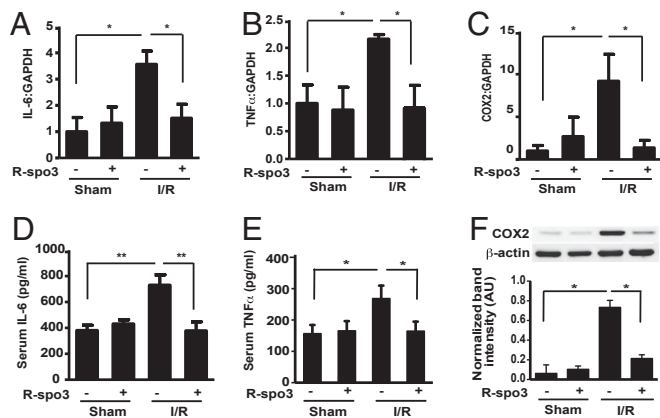 A
IL-6:GAPDH
5
4
3
2
1
0
*
*
R-spo3 - + - +
Sham I/R
B
TNFα:GAPDH
2.5
2.0
1.5
1.0
0.5
0.0
*
*
- + - +
Sham I/R
C
COX2:GAPDH
15
10
5
0
*
*
R-spo3 - + - +
Sham I/R
D
Serum IL-6 (pg/ml)
1000
800
600
400
200
0
**
**
R-spo3 - + - +
Sham I/R
E
Serum TNFα (pg/ml)
400
300
200
100
0
*
*
R-spo3 - + - +
Sham I/R
F
COX2
β-actin
Normalized band
intensity (AU)
1.0
0.8
0.6
0.4
0.2
0.0
*
*
R-spo3 - + - +
Sham I/R